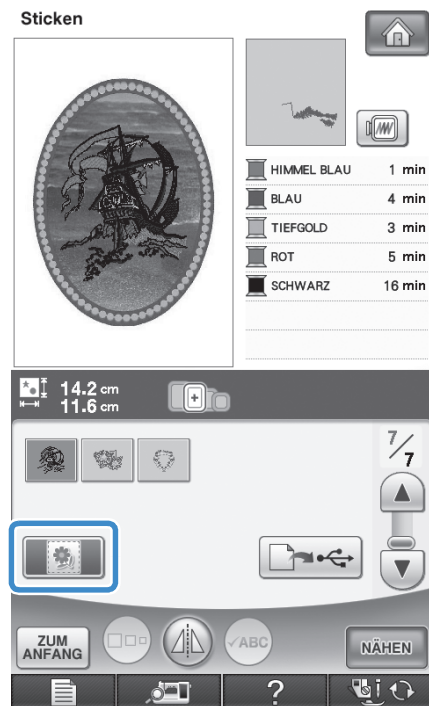 Sticken
HIMMEL BLAU 1 min
BLAU 4 min
TIEFGOLD 3 min
ROT 5 min
SCHWARZ 16 min
14.2 cm
11.6 cm
7/7
ZUM
ANFANG
ABC
NÄHEN
?